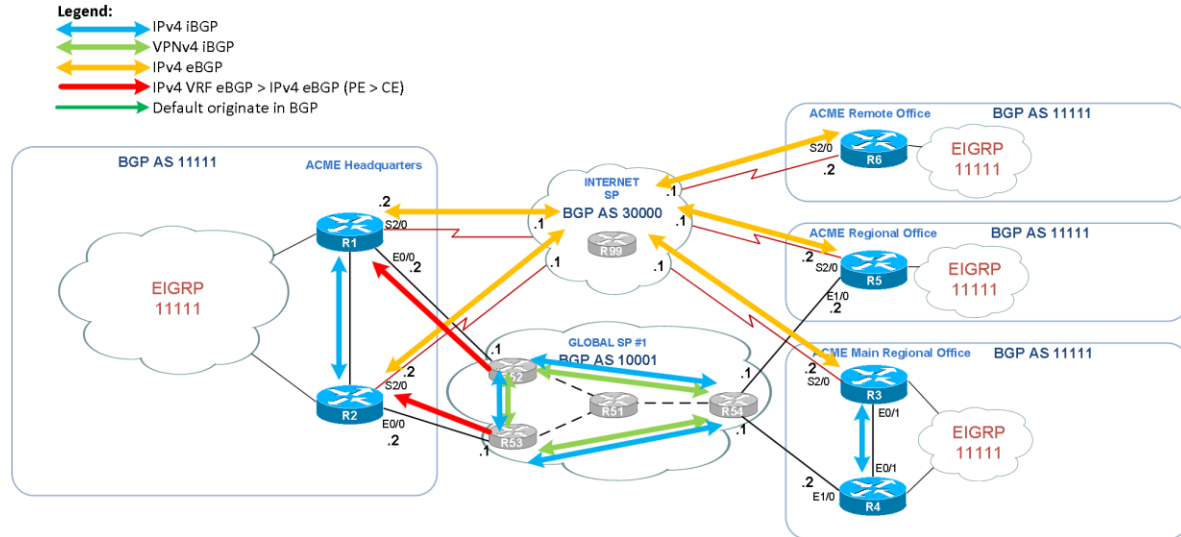 Legend:
IPv4 iBGP
VPNv4 iBGP
IPv4 eBGP
IPv4 VRF eBGP > IPv4 eBGP (PE > CE)
Default originate in BGP
BGP AS 11111
ACME Headquarters
EIGRP
11111
R1
.2
S2/0
E0/0
.2
R2
.2
S2/0
E0/0
.2
INTERNET
SP
BGP AS 30000
R99
.1
.1
.1
.1
.1
GLOBAL SP #1
BGP AS 10001
.1
R51
R53
.1
R54
.1
.1
ACME Remote Office
BGP AS 11111
S2/0
.2
R6
EIGRP
11111
ACME Regional Office
BGP AS 11111
.2
S2/0
R5
E1/0
.2
EIGRP
11111
ACME Main Regional Office
BGP AS 11111
.2
S2/0
R3
E0/1
E0/1
.2
E1/0
R4
EIGRP
11111